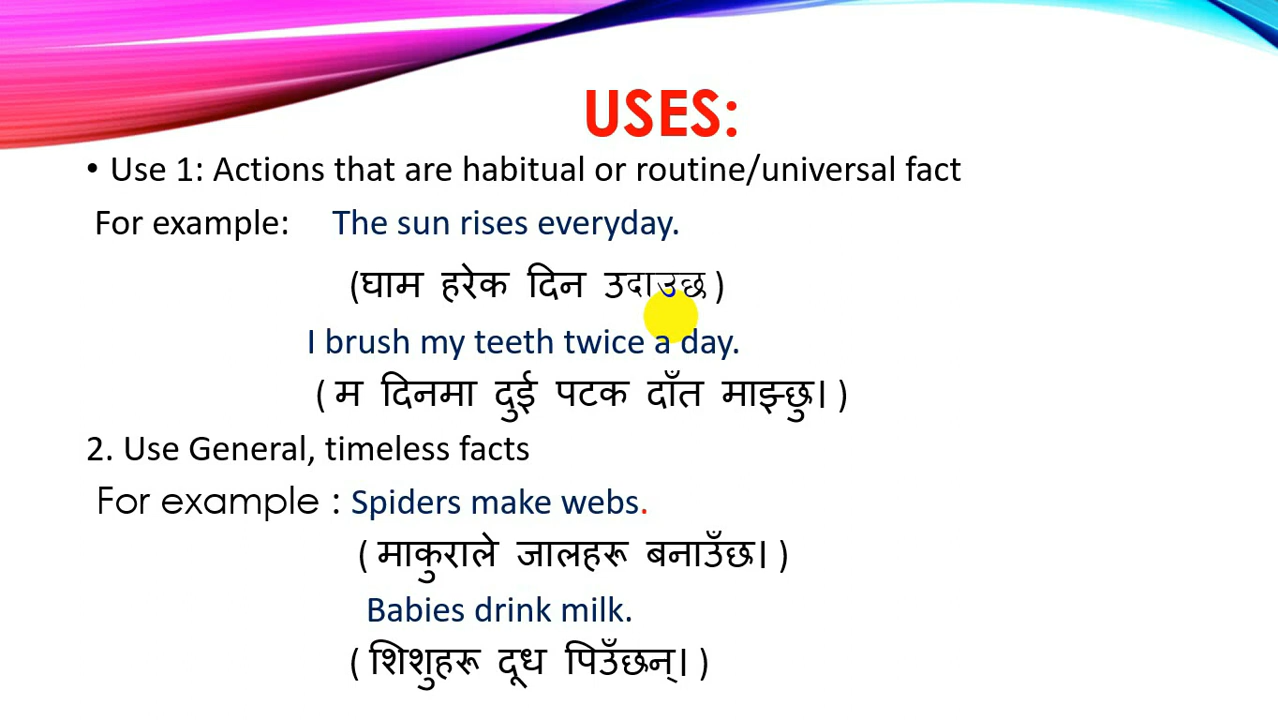 USES:
• Use 1: Actions that are habitual or routine/universal fact
For example: The sun rises everyday.
(घाम हरेक दिन उदाउछ )
I brush my teeth twice a day.
( म दिनमा दुई पटक दाँत माझ्छु। )
2. Use General, timeless facts
For example : Spiders make webs.
( माकुराले जालहरू बनाउँछ। )
Babies drink milk.
( शिशुहरू दूध पिउँछन्। )